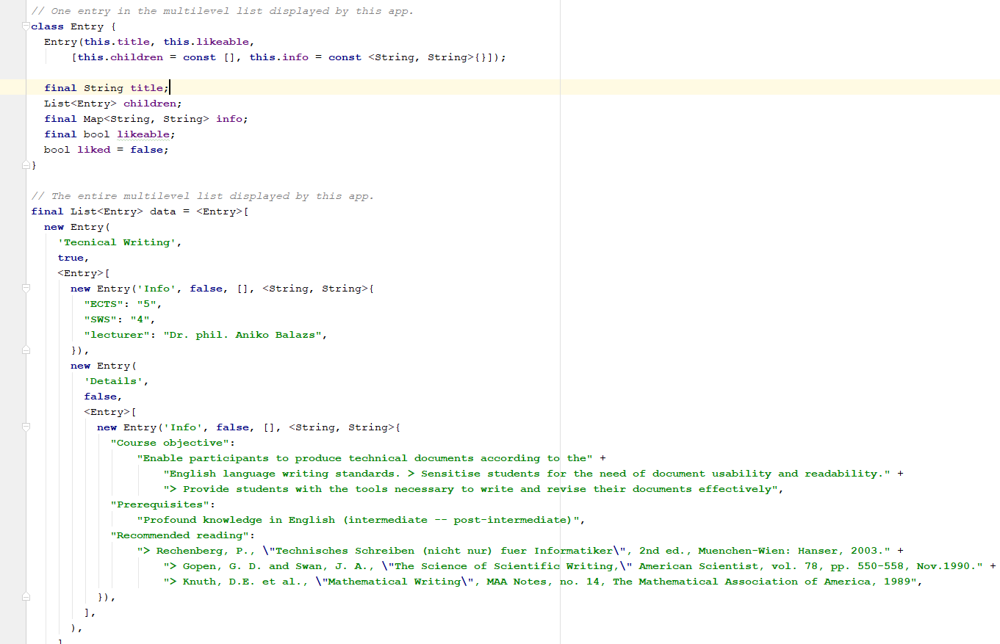 // One entry in the multilevel list displayed by this app.
class Entry {
  Entry(this.title, this.likeable,
      [this.children = const [], this.info = const <String, String>{}]);
  final String title;
  List<Entry> children;
  final Map<String, String> info;
  final bool likeable;
  bool liked = false;
}
// The entire multilevel list displayed by this app.
final List<Entry> data = <Entry>[
  new Entry(
    'Tecnical Writing',
    true,
    <Entry>[
      new Entry('Info', false, [], <String, String>{
        "ECTS": "5",
        "SWS": "4",
        "lecturer": "Dr. phil. Aniko Balazs",
      }),
      new Entry(
        'Details',
        false,
        <Entry>[
          new Entry('Info', false, [], <String, String>{
            "Course objective":
                "Enable participants to produce technical documents according to the" +
                    "English language writing standards. > Sensitise students for the need of document usability and readability." +
                    "> Provide students with the tools necessary to write and revise their documents effectively",
            "Prerequisites":
                "Profound knowledge in English (intermediate -- post-intermediate)",
            "Recommended reading":
                "> Rechenberg, P., \"Technisches Schreiben (nicht nur) fuer Informatiker\", 2nd ed., Muenchen-Wien: Hanser, 2003." +
                    "> Gopen, G. D. and Swan, J. A., \"The Science of Scientific Writing,\" American Scientist, vol. 78, pp. 550-558, Nov.1990." +
                    "> Knuth, D.E. et al., \"Mathematical Writing\", MAA Notes, no. 14, The Mathematical Association of America, 1989",
          }),
        ],
      ),
    ]